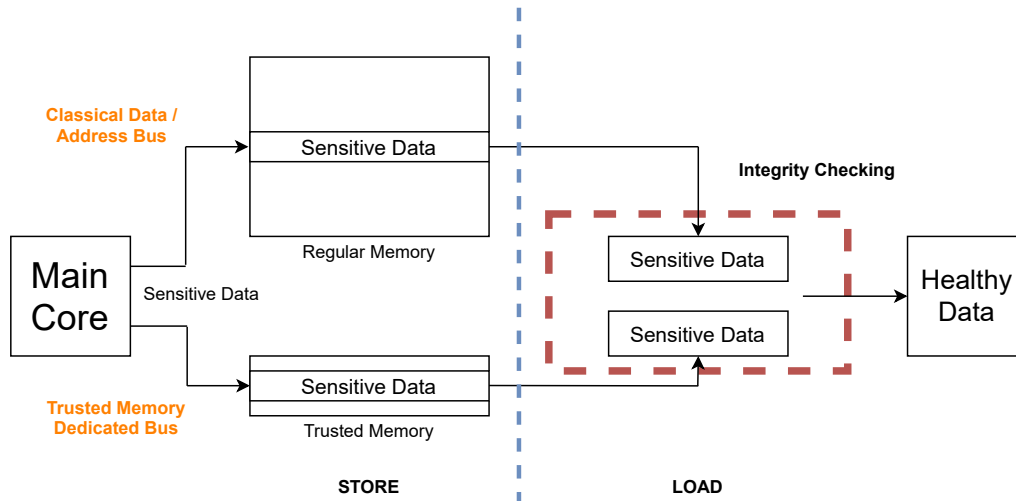 Classical Data /
Address Bus
Sensitive Data
Regular Memory
Main
Core
Sensitive Data
Trusted Memory
Dedicated Bus
Sensitive Data
Trusted Memory
STORE
Integrity Checking
Sensitive Data
Sensitive Data
Healthy
Data
LOAD